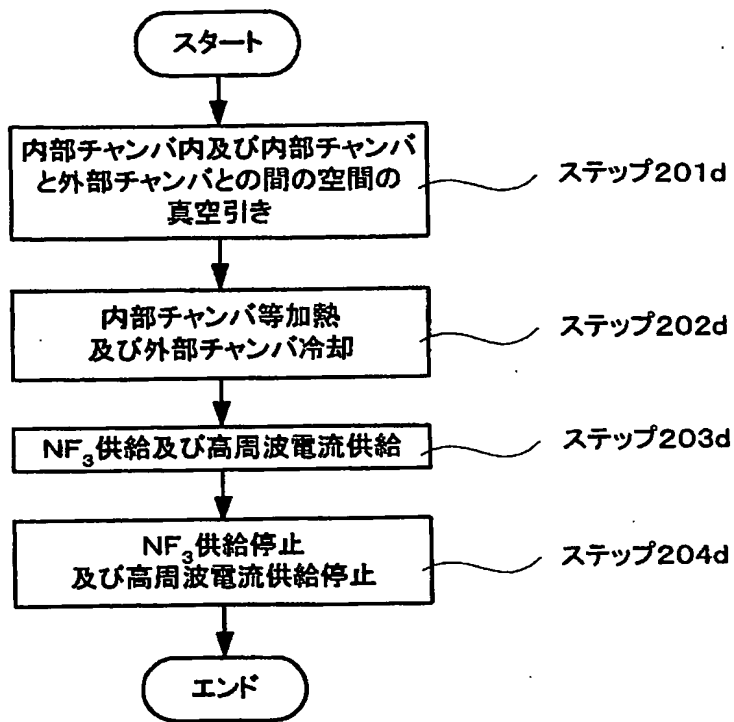 スタート
内部チャンバ内及び内部チャンバ
と外部チャンバとの間の空間の
真空引き
ステップ201d
内部チャンバ等加熱
及び外部チャンバ冷却
ステップ202d
NF₃供給及び高周波電流供給
ステップ203d
NF₃供給停止
及び高周波電流供給停止
ステップ204d
エンド